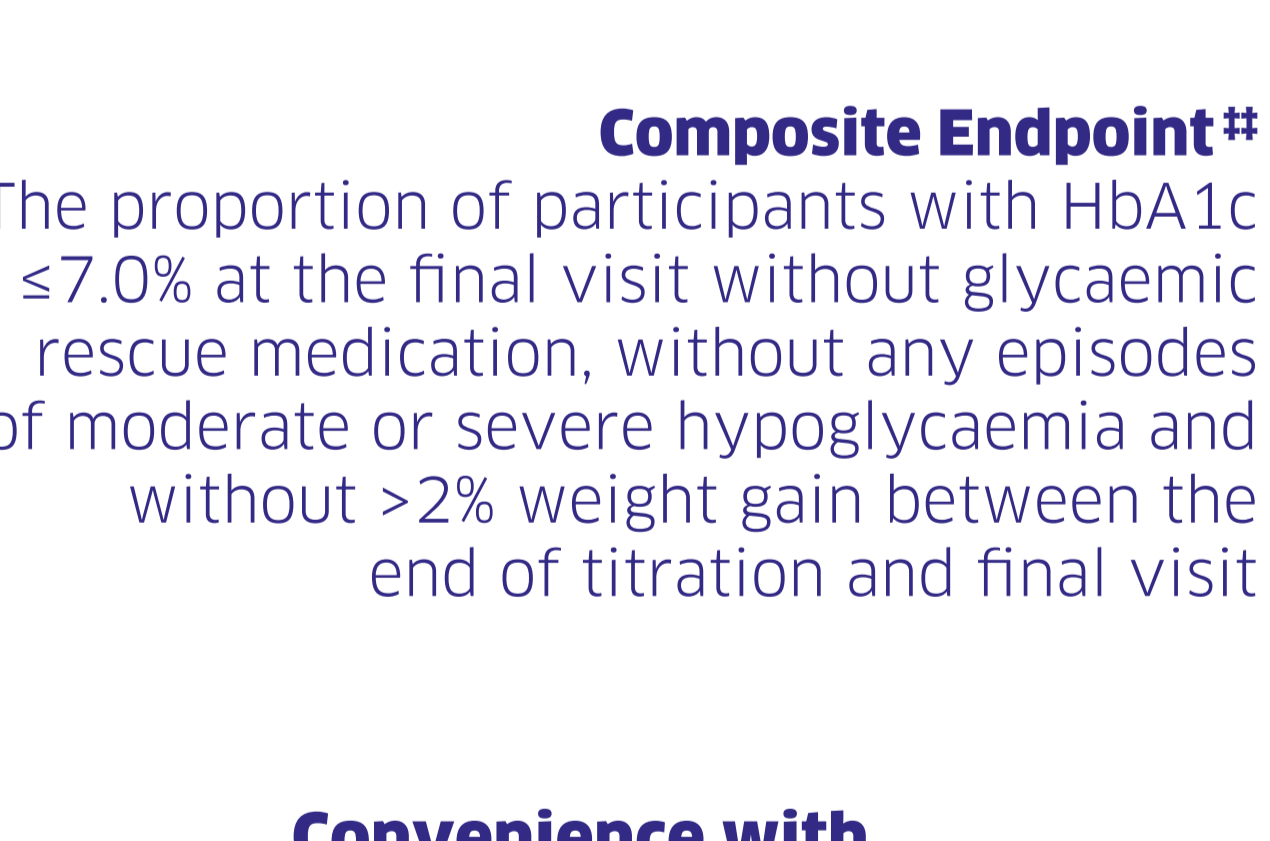 Composite Endpoint‡‡
The proportion of participants with HbA1c
≤7.0% at the final visit without glycaemic
rescue medication, without any episodes
of moderate or severe hypoglycaemia and
without >2% weight gain between the
end of titration and final visit
Convenience with